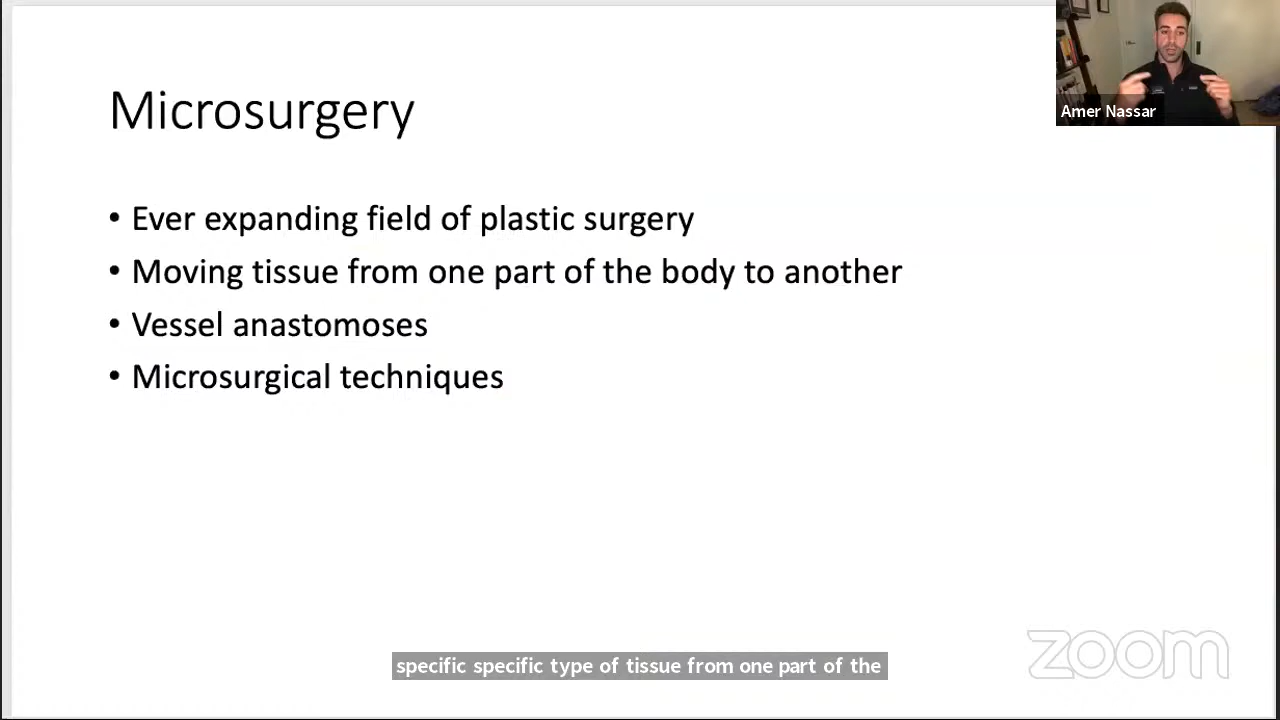 Microsurgery
Amer Nassar
• Ever expanding field of plastic surgery
• Moving tissue from one part of the body to another
• Vessel anastomoses
• Microsurgical techniques
specific specific type of tissue from one part of the
zoom